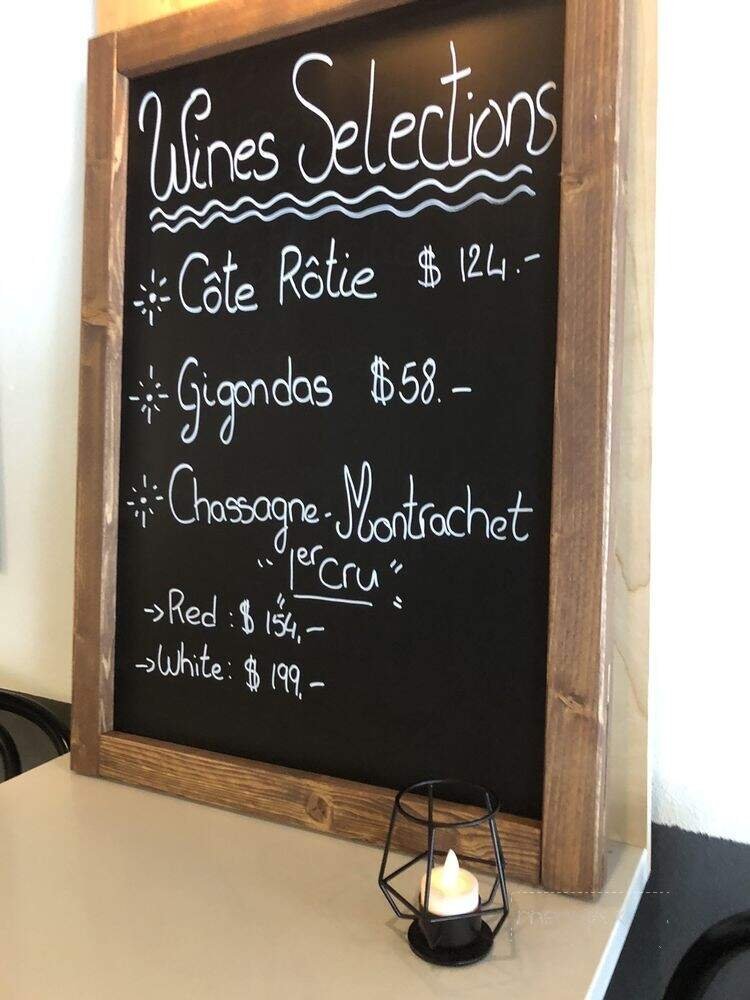 Wines Selections
Côte Rôtie $ 124.-
Gigondas $58.-
Chassagne-Montrachet
"1er Cru"
→Red : $ 154,-
→White: $ 199,-